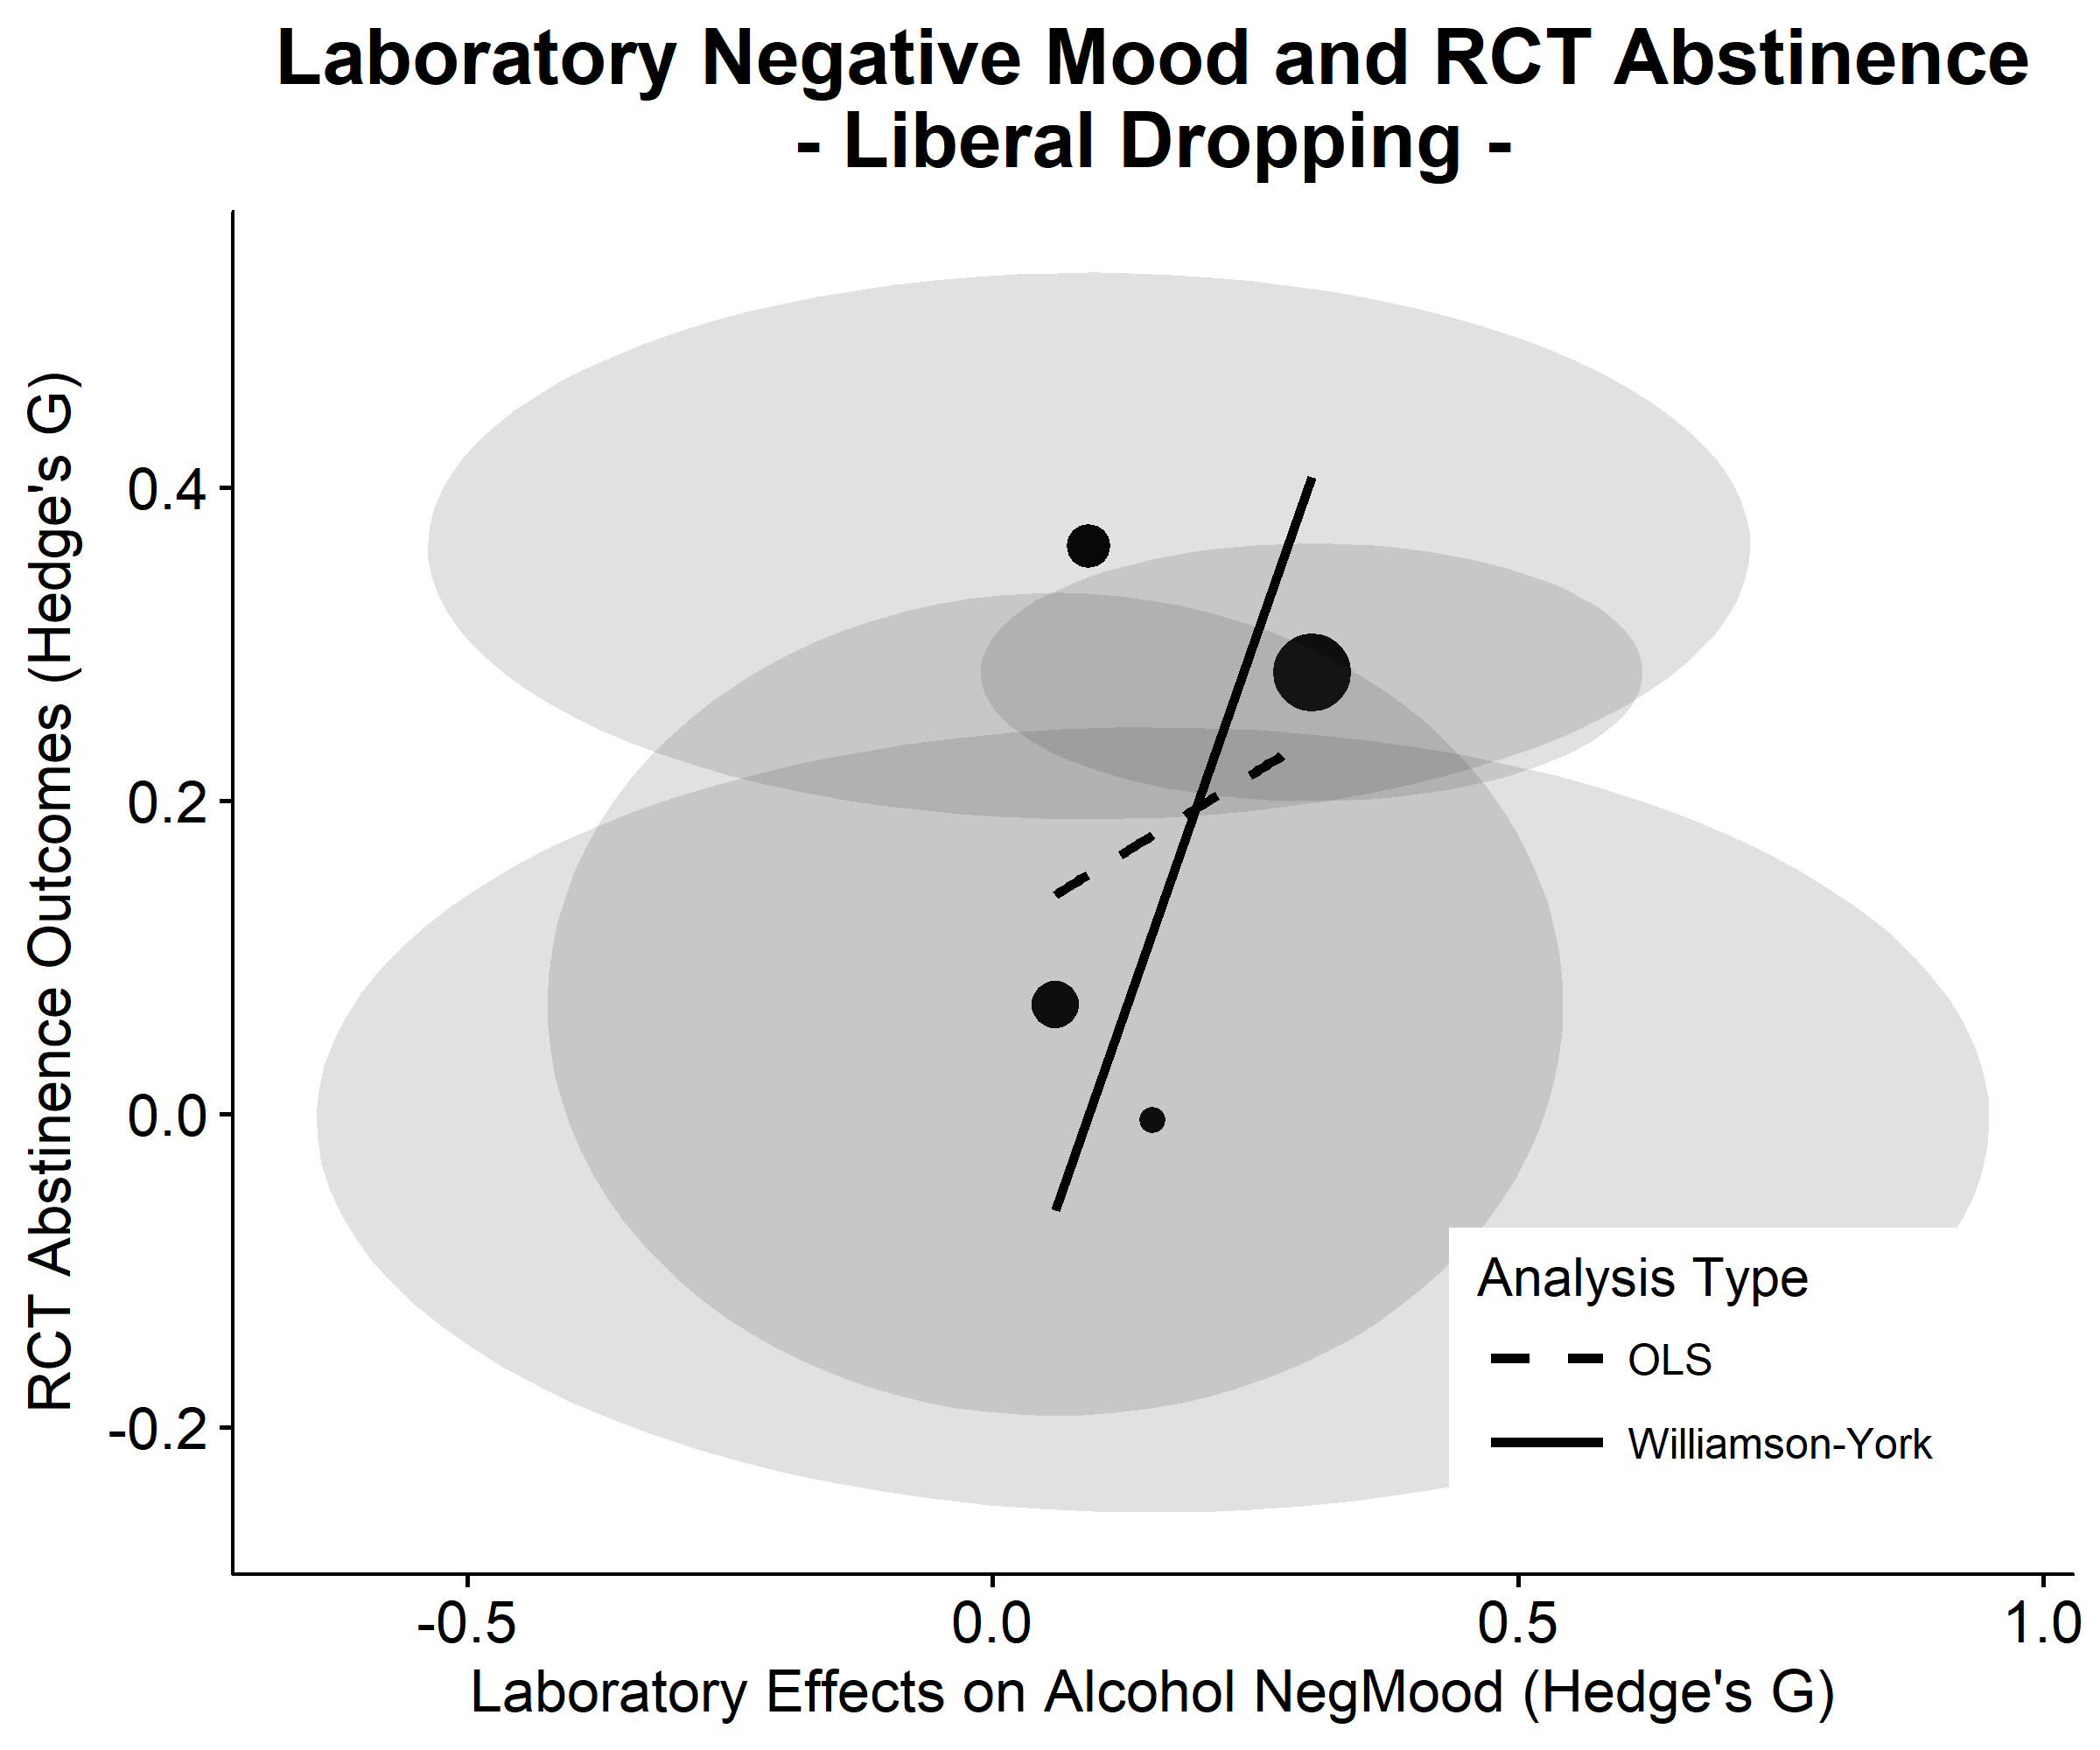 Laboratory Negative Mood and RCT Abstinence
- Liberal Dropping -
RCT Abstinence Outcomes (Hedge's G)
0.4
0.2
0.0
-0.2
Analysis Type
OLS
Williamson-York
-0.5
0.0
0.5
1.0
Laboratory Effects on Alcohol NegMood (Hedge's G)